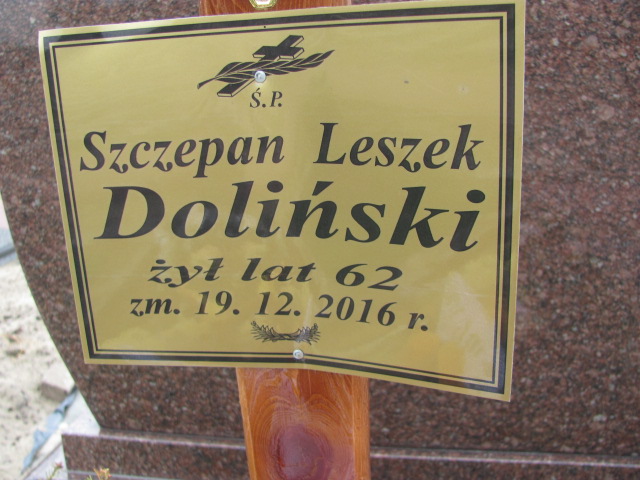 Ś.P.
Szczepan Leszek
Doliński
żył lat 62
zm. 19. 12. 2016 r.